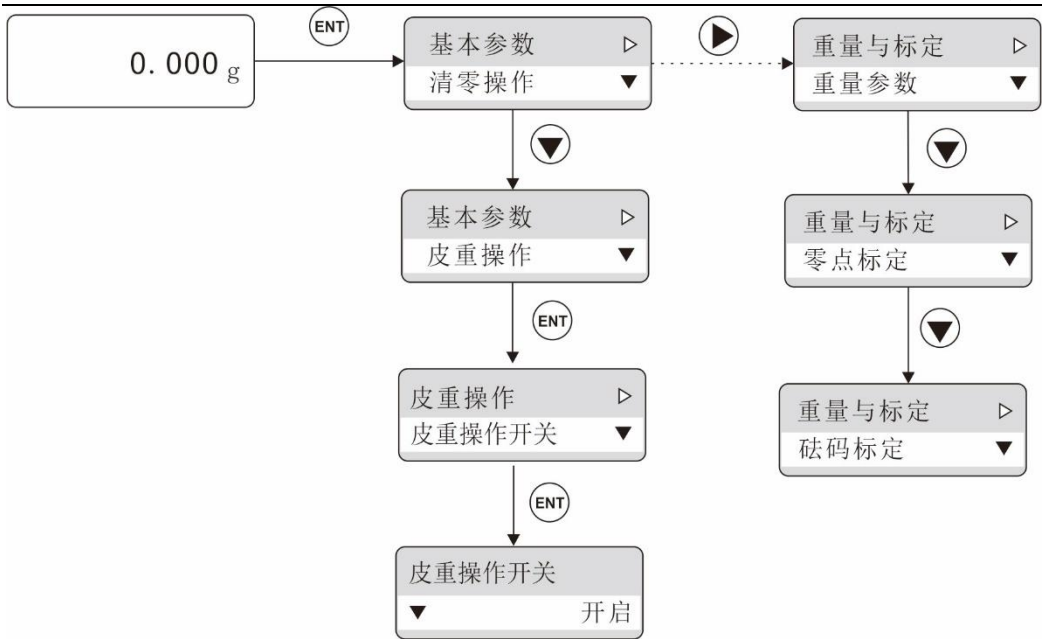 0.000 g
ENT
基本参数
清零操作
重量与标定
重量参数
基本参数
皮重操作
重量与标定
零点标定
ENT
皮重操作
皮重操作开关
重量与标定
砝码标定
ENT
皮重操作开关
开启